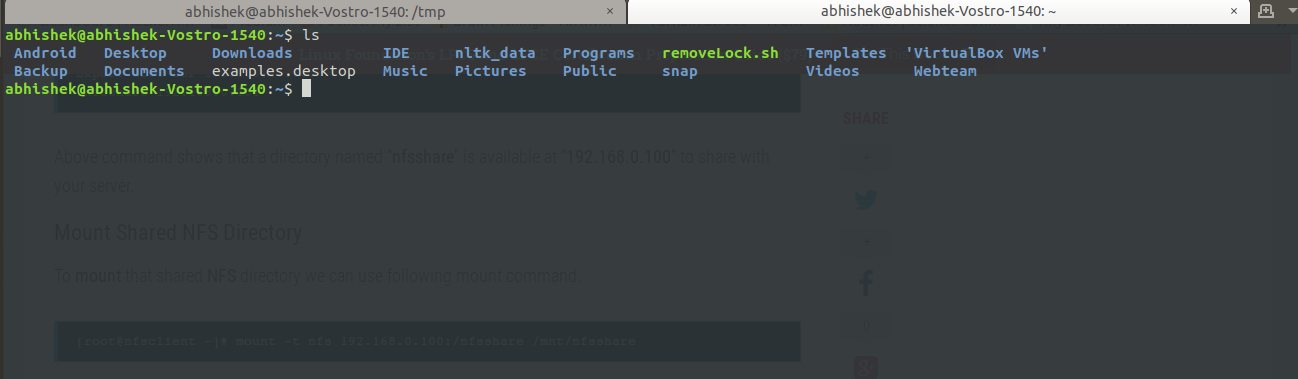 abhishek@abhishek-Vostro-1540: /tmp ×
abhishek@abhishek-Vostro-1540: ~ ×
abhishek@abhishek-Vostro-1540:~$ ls
Android Desktop Downloads IDE nltk_data Programs removeLock.sh Templates 'VirtualBox VMs'
Backup Documents examples.desktop Music Pictures Public snap Videos Webteam
abhishek@abhishek-Vostro-1540:~$
SHARE
Above command shows that a directory named "nfsshare" is available at "192.168.0.100" to share with
your server.
Mount Shared NFS Directory
To mount that shared NFS directory we can use following mount command.
[root@nfsclient ~]# mount -t nfs 192.168.0.100:/nfsshare /mnt/nfsshare
0